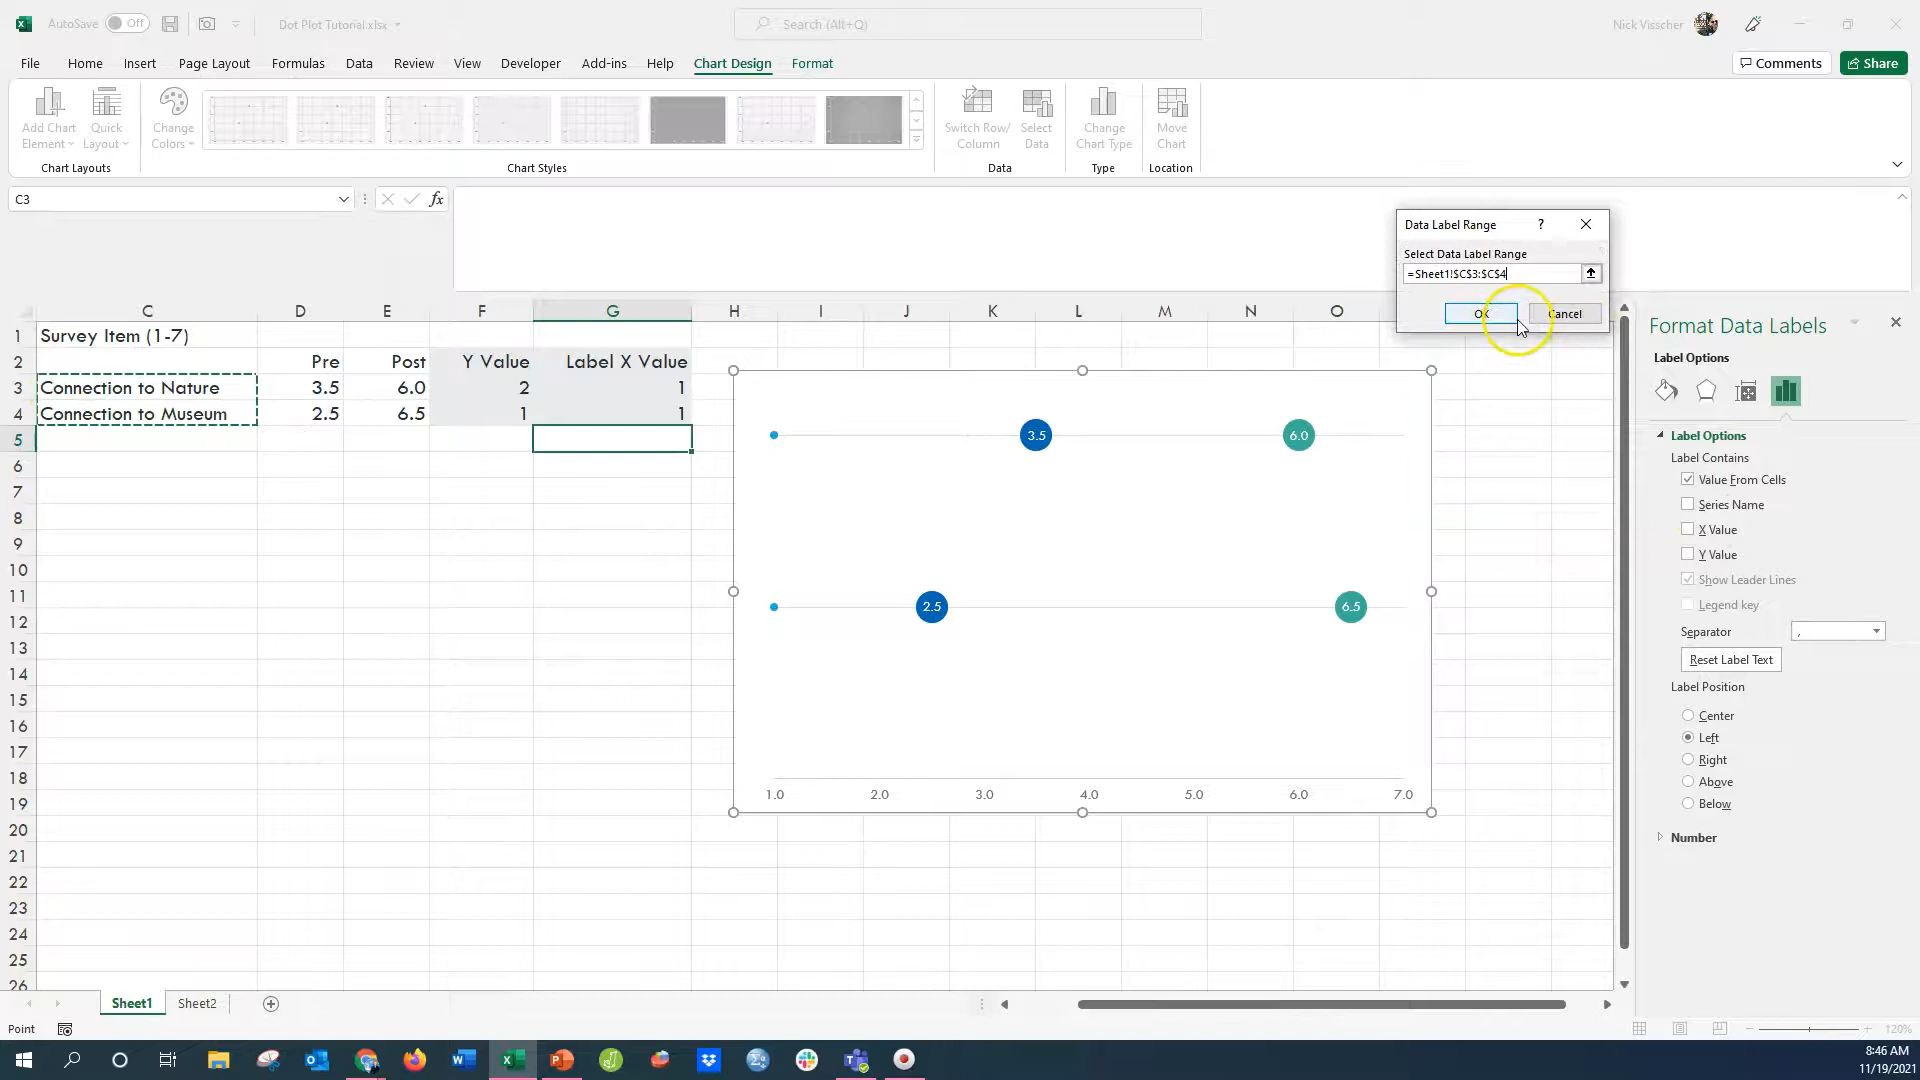 AutoSave Off Dot Plot Tutorial.xlsx Search (Alt+Q) Nick Visscher
File Home Insert Page Layout Formulas Data Review View Developer Add-ins Help Chart Design Format Comments Share
Add Chart Element Quick Layout Change Colors Switch Row/ Column Select Data Change Chart Type Move Chart
Chart Layouts Chart Styles Data Type Location
C3 fx
Data Label Range ?
Select Data Label Range
=Sheet1!$C$3:$C$4
OK Cancel
C D E F G H I J K L M N O
1 Survey Item (1-7)
2 Pre Post Y Value Label X Value
3 Connection to Nature 3.5 6.0 2 1
4 Connection to Museum 2.5 6.5 1 1
5
6
7
8
9
10
11
12
13
14
15
16
17
18
19
20
21
22
23
24
25
26
3.5 6.0
2.5 6.5
1.0 2.0 3.0 4.0 5.0 6.0 7.0
Format Data Labels
Label Options
Label Options
Label Contains
Value From Cells
Series Name
X Value
Y Value
Show Leader Lines
Legend key
Separator ,
Reset Label Text
Label Position
Center
Left
Right
Above
Below
Number
Sheet1 Sheet2
Point 120%
8:46 AM
11/19/2021